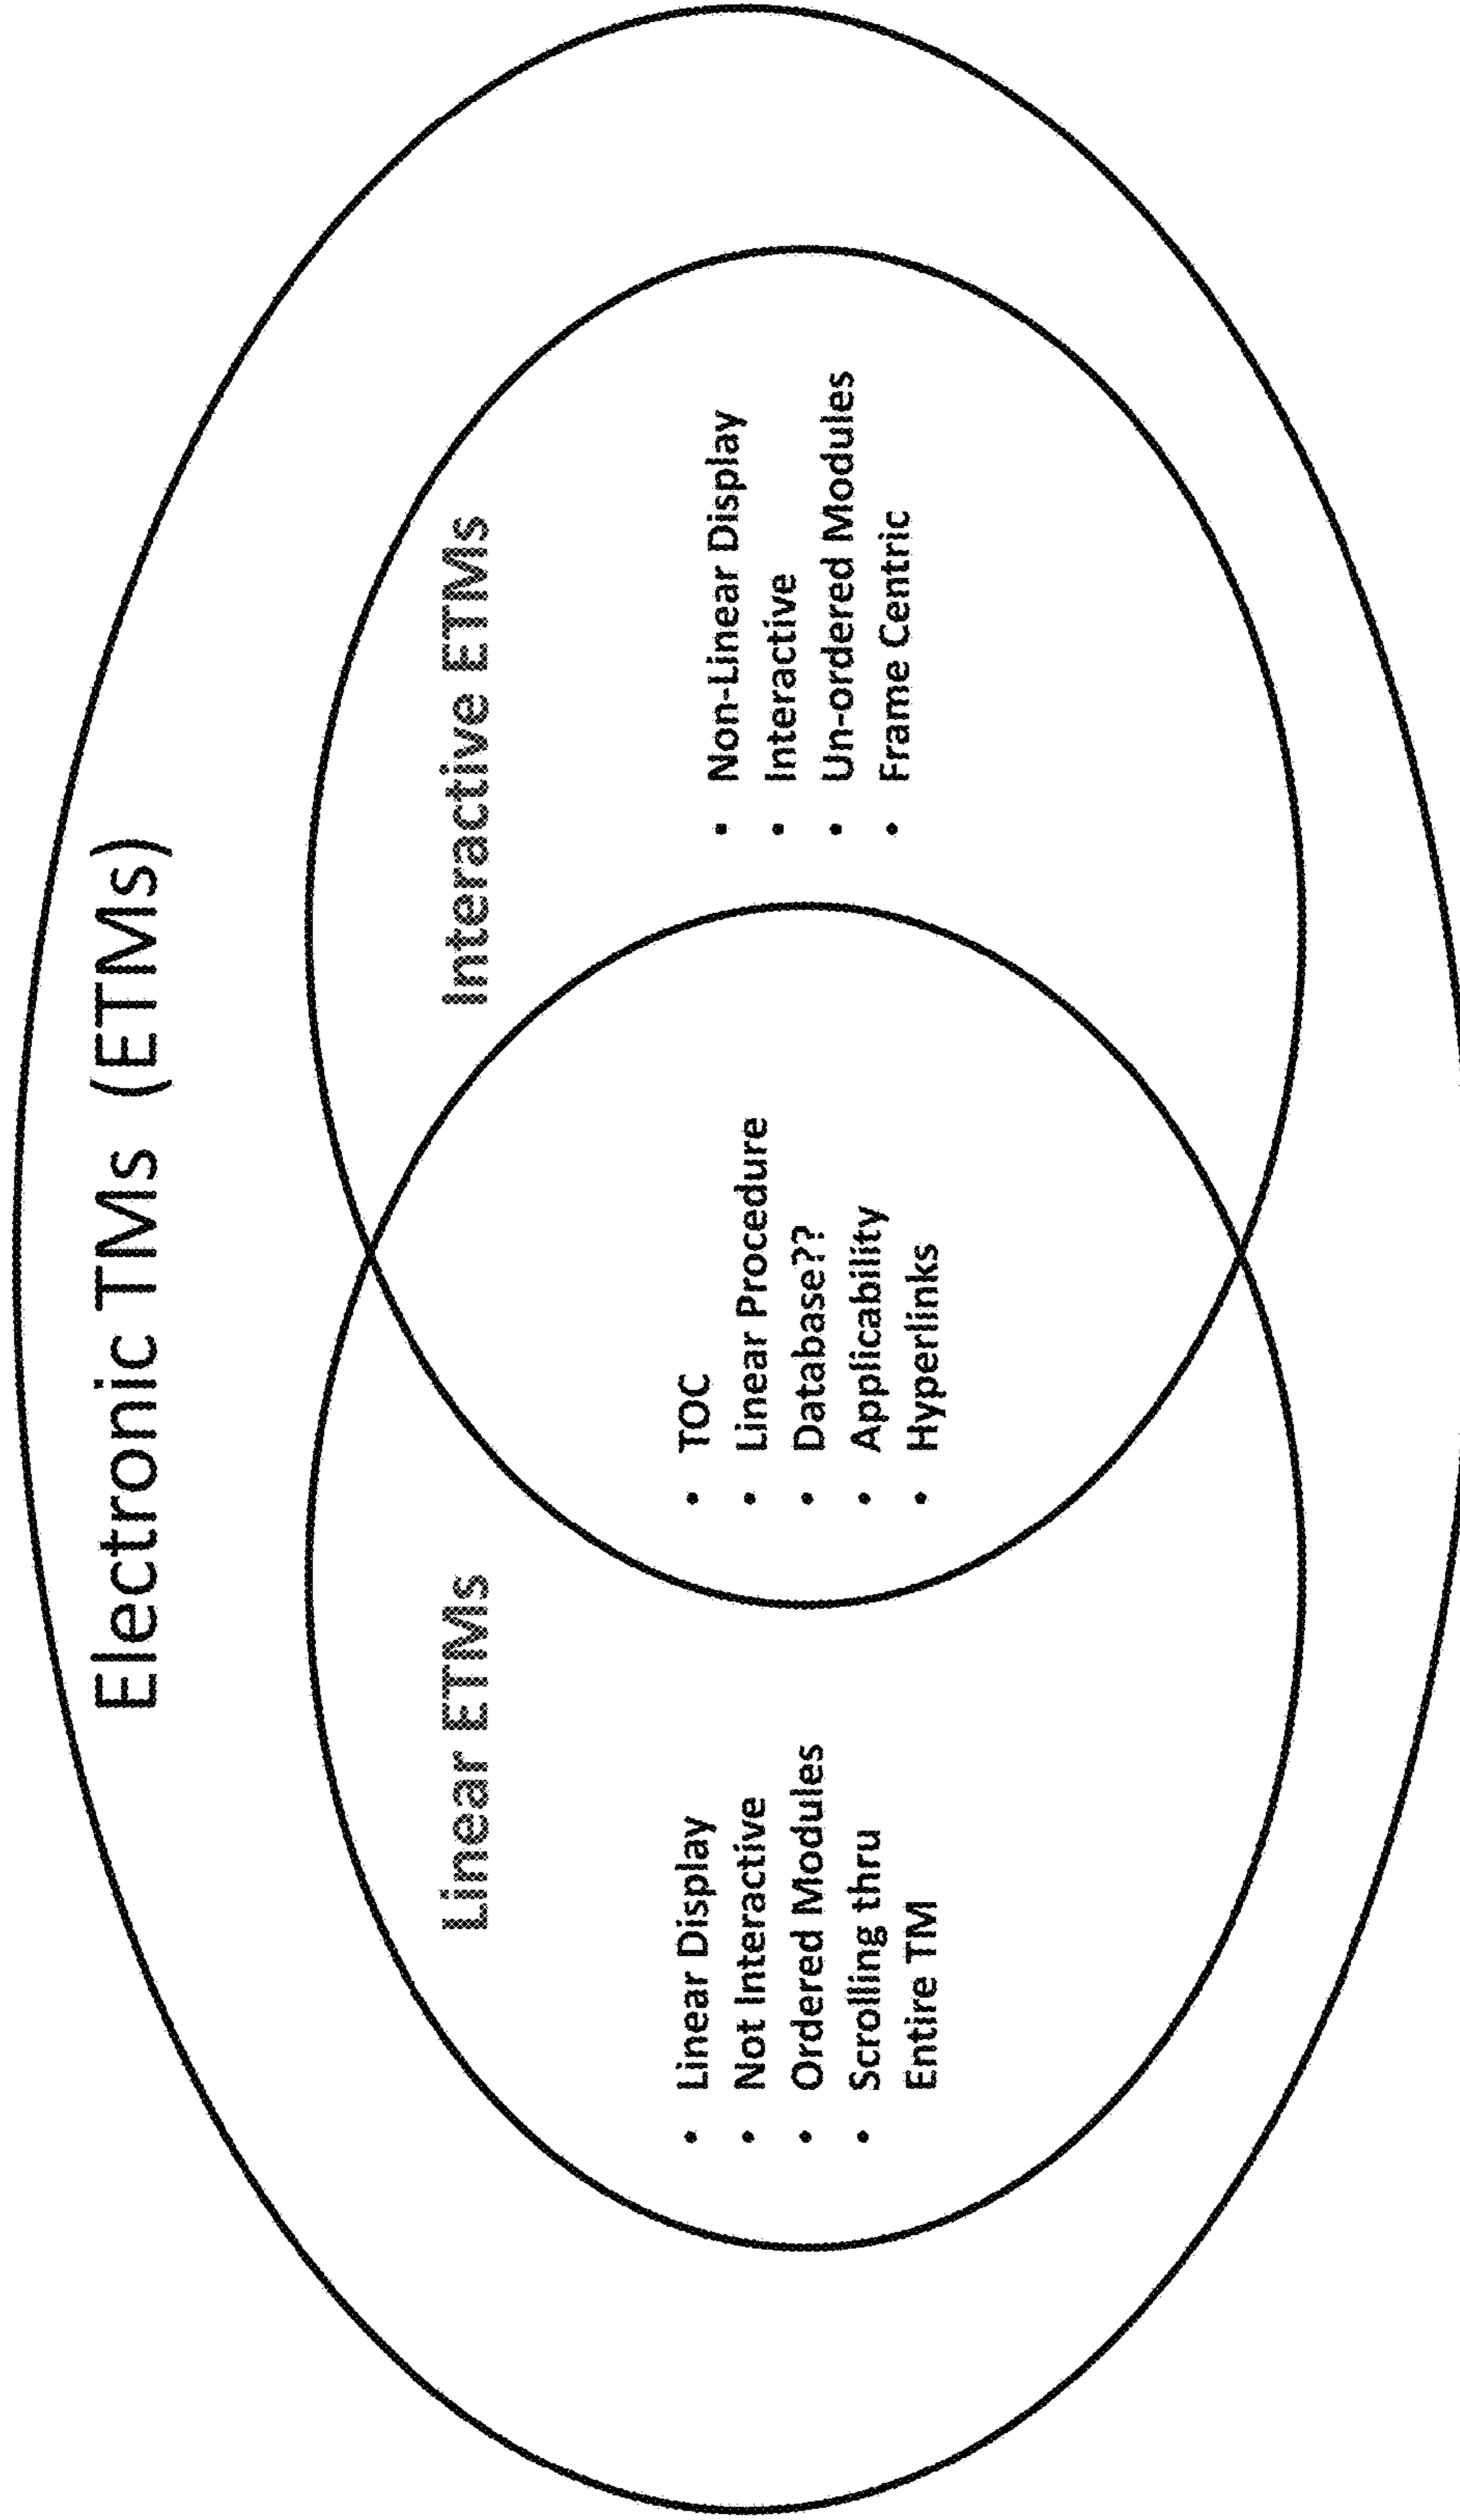 Electronic TMs (ETMs)
Linear ETMs
• Linear Display
• Not Interactive
• Ordered Modules
• Scrolling thru
Entire TM
• TOC
• Linear Procedure
• Database??
• Applicability
• Hyperlinks
Interactive ETMs
• Non-Linear Display
• Interactive
• Un-ordered Modules
• Frame Centric